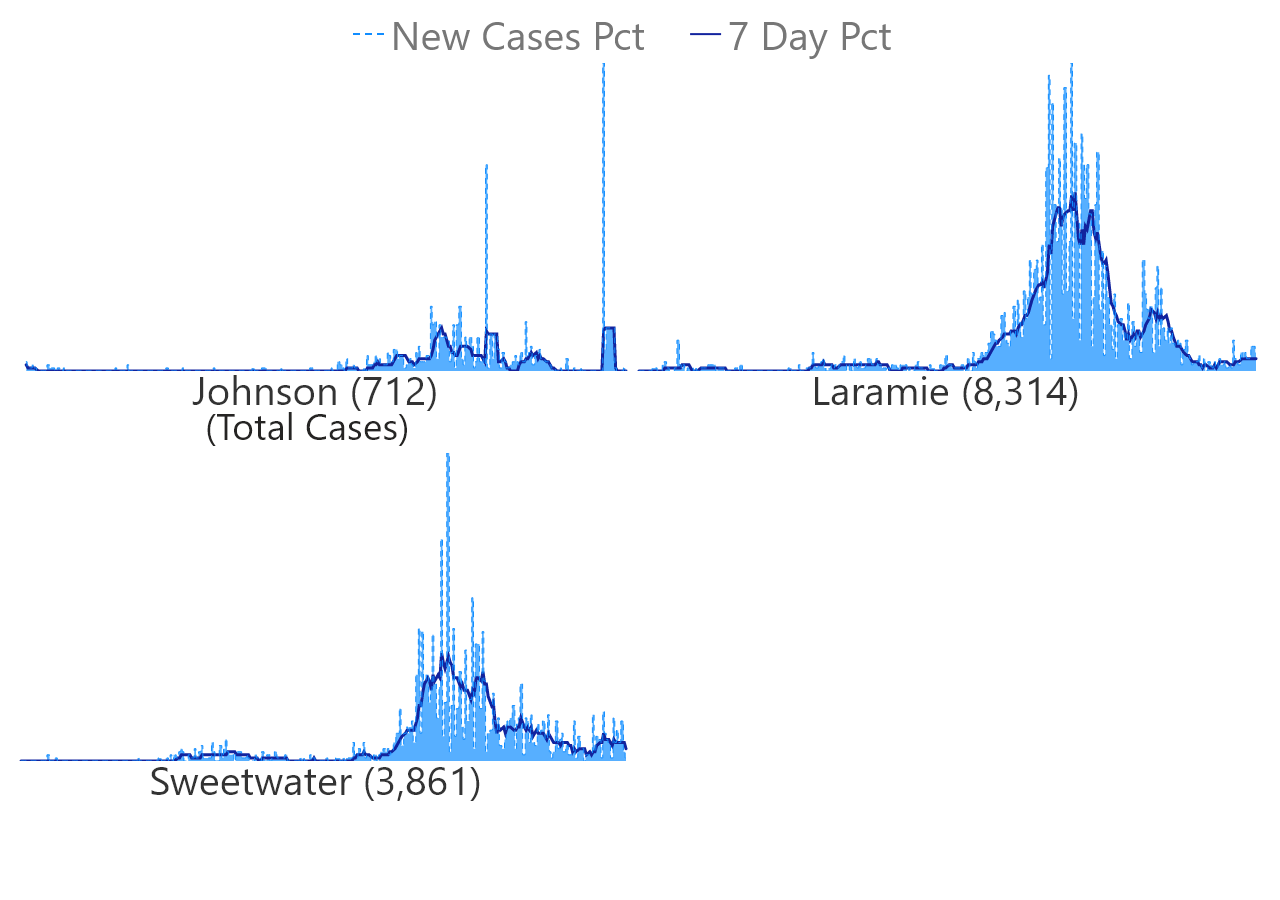 New Cases Pct 7 Day Pct
Johnson (712)
(Total Cases)
Laramie (8,314)
Sweetwater (3,861)